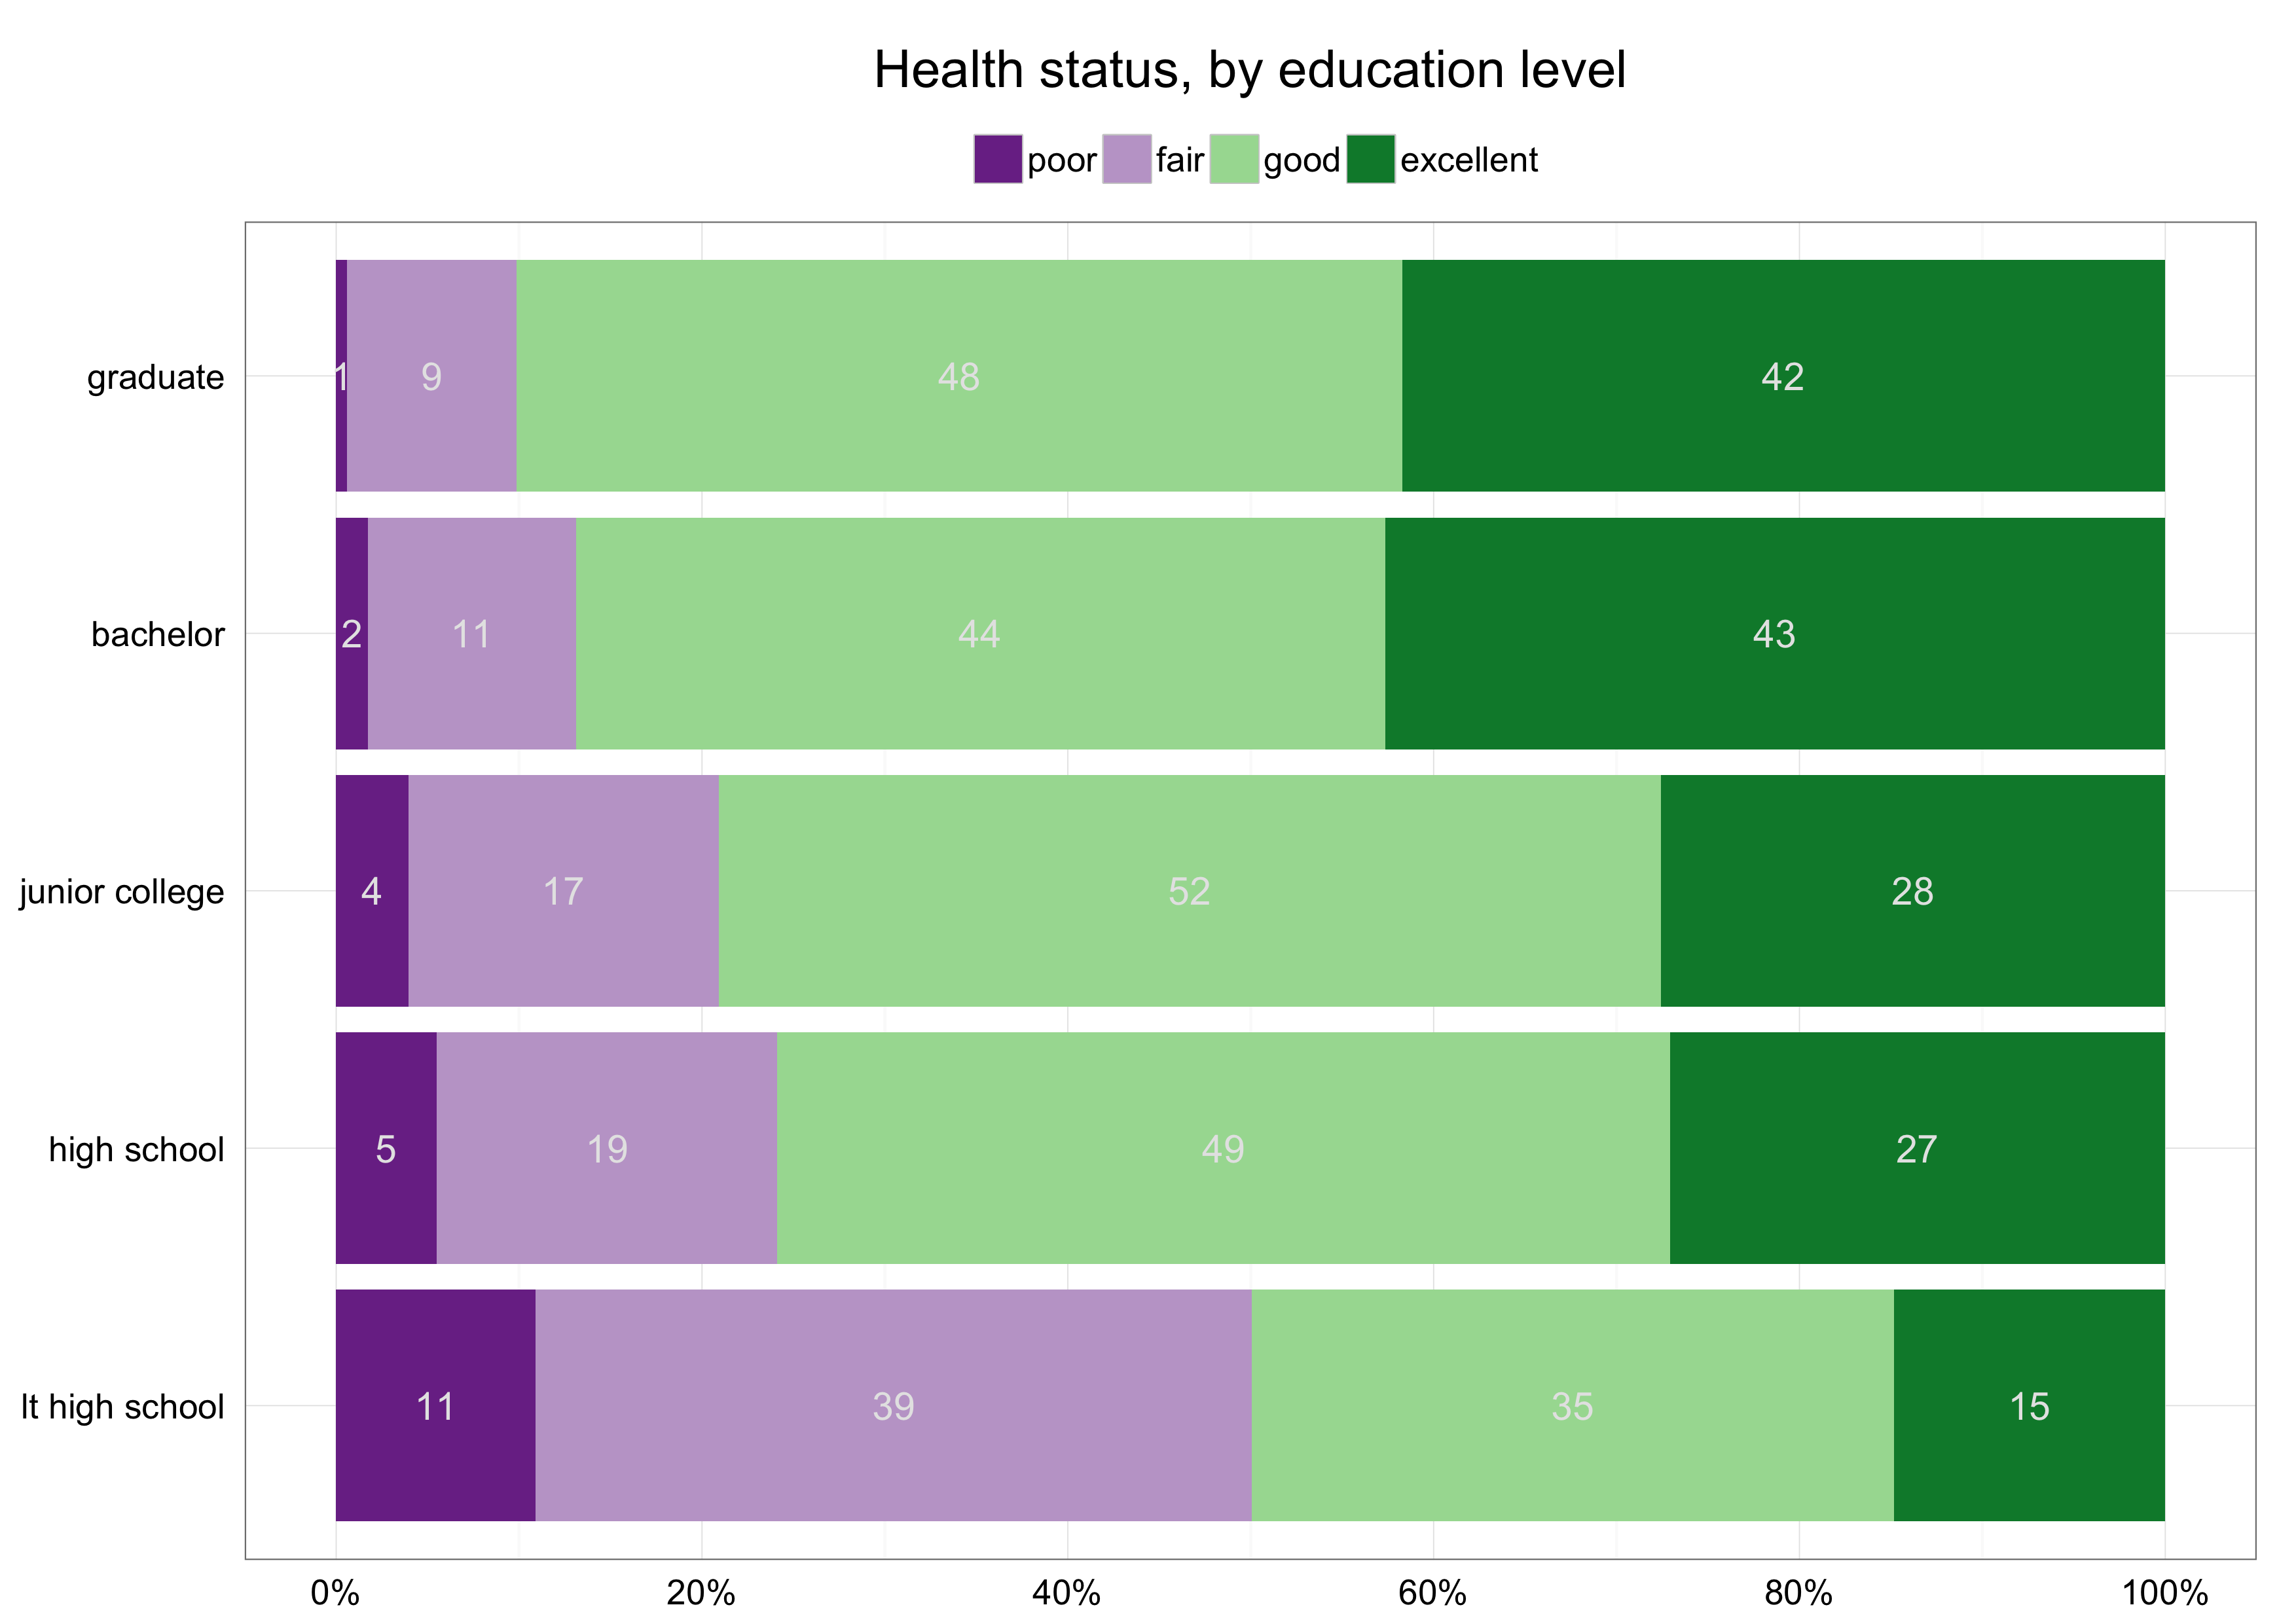 Health status, by education level
poor fair good excellent
graduate 1 9 48 42
bachelor 2 11 44 43
junior college 4 17 52 28
high school 5 19 49 27
lt high school 11 39 35 15
0% 20% 40% 60% 80% 100%